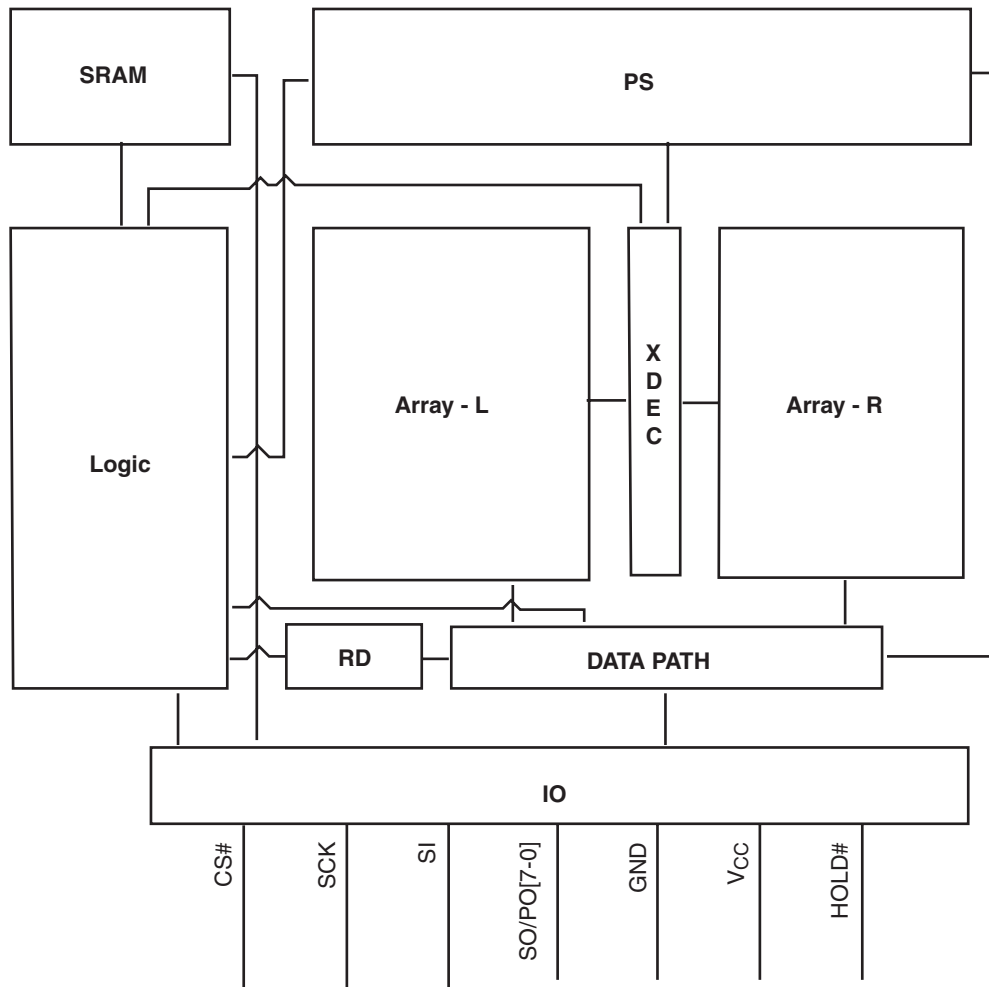 SRAM
PS
Logic
Array - L
X
D
E
C
Array - R
RD
DATA PATH
IO
CS#
SCK
SI
SO/PO[7-0]
GND
VCC
HOLD#